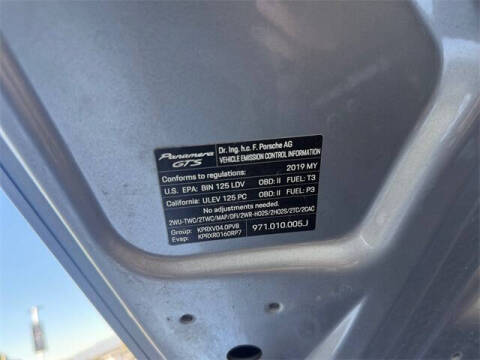 Panamera GTS
Dr. Ing. h.c. F. Porsche AG
VEHICLE EMISSION CONTROL INFORMATION
Conforms to regulations: 2019 MY
U.S. EPA: BIN 125 LDV OBD: II FUEL: T3
California: ULEV 125 PC OBD: II FUEL: P3
No adjustments needed.
2WU-TWC/2TWC/MAP/DFI/2WR-HO2S/2HO2S/2TC/2CAC
Group: KPRXV04.0PV8
Evap: KPRXR0160RP7 971.010.005J